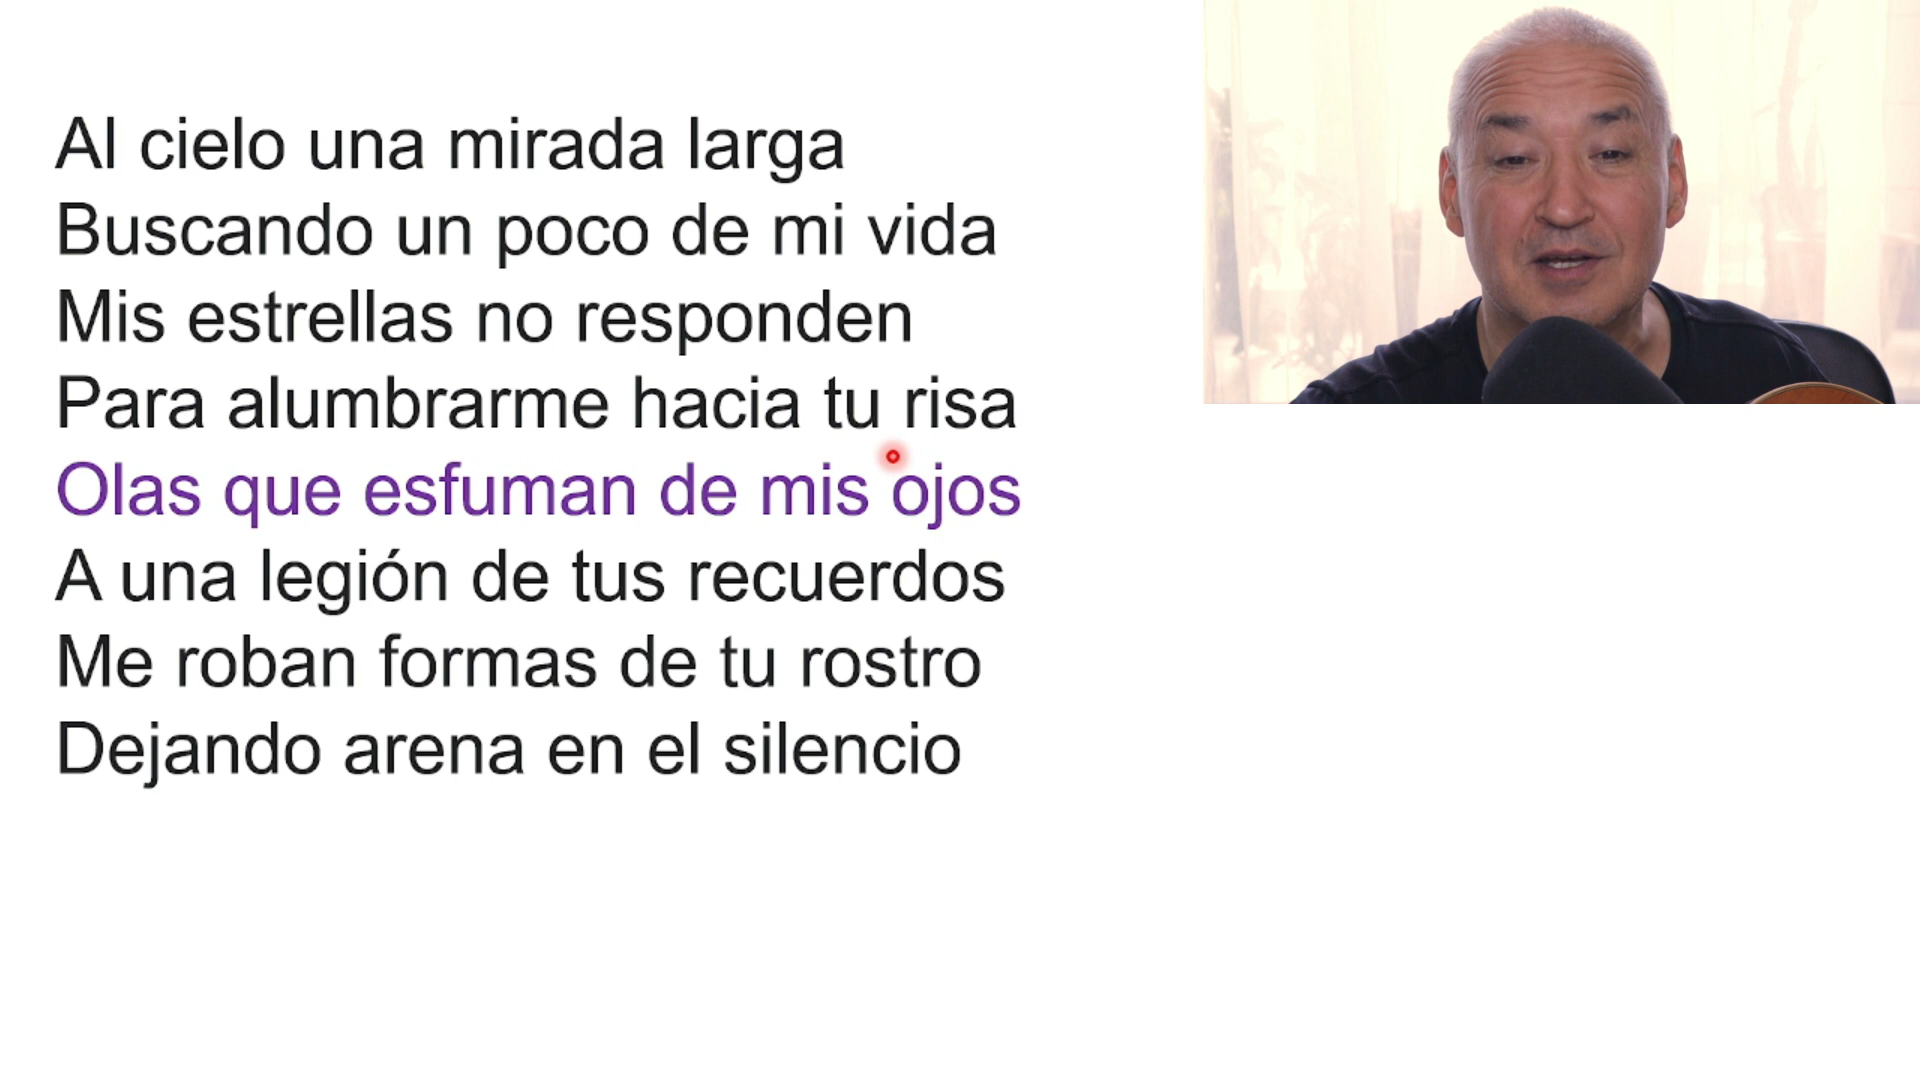 Al cielo una mirada larga
Buscando un poco de mi vida
Mis estrellas no responden
Para alumbrarme hacia tu risa
Olas que esfuman de mis ojos
A una legión de tus recuerdos
Me roban formas de tu rostro
Dejando arena en el silencio